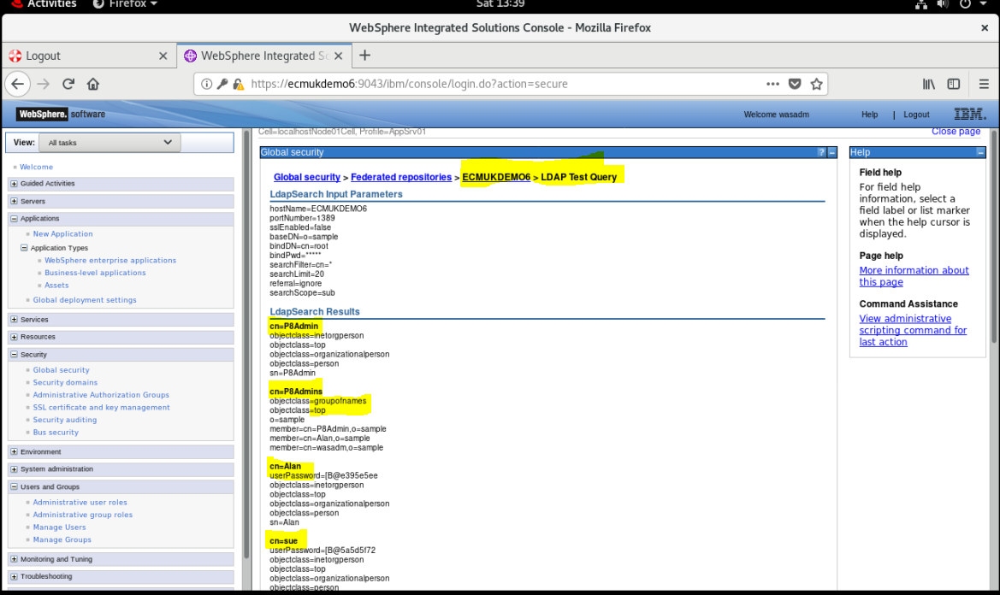 Activities Firefox Sat 13:39
WebSphere Integrated Solutions Console - Mozilla Firefox
Logout
WebSphere Integrated Sc
https://ecmukdemo6:9043/ibm/console/login.do?action=secure
WebSphere. software
Welcome wasadm
Help | Logout
IBM.
View: All tasks
Welcome
Guided Activities
Servers
Applications
New Application
Application Types
WebSphere enterprise applications
Business-level applications
Assets
Global deployment settings
Services
Resources
Security
Global security
Security domains
Administrative Authorization Groups
SSL certificate and key management
Security auditing
Bus security
Environment
System administration
Users and Groups
Administrative user roles
Administrative group roles
Manage Users
Manage Groups
Monitoring and Tuning
Troubleshooting
Cell=localhostNode01Cell, Profile=AppSrv01
Close page
Global security
? –
Global security > Federated repositories > ECMUKDEMO6 > LDAP Test Query
LdapSearch Input Parameters
hostName=ECMUKDEMO6
portNumber=1389
sslEnabled=false
baseDN=o=sample
bindDN=cn=root
bindPwd=*****
searchFilter=cn=*
searchLimit=20
referral=ignore
searchScope=sub
LdapSearch Results
cn=P8Admin
objectclass=inetorgperson
objectclass=top
objectclass=organizationalperson
objectclass=person
sn=P8Admin
cn=P8Admins
objectclass=groupofnames
objectclass=top
o=sample
member=cn=P8Admin,o=sample
member=cn=Alan,o=sample
member=cn=wasadm,o=sample
cn=Alan
userPassword=[B@e395e5ee
objectclass=inetorgperson
objectclass=top
objectclass=organizationalperson
objectclass=person
sn=Alan
cn=sue
userPassword=[B@5a5d5f72
objectclass=inetorgperson
objectclass=top
objectclass=organizationalperson
objectclass=person
Help
Field help
For field help
information, select a
field label or list marker
when the help cursor is
displayed.
Page help
More information about
this page
Command Assistance
View administrative
scripting command for
last action